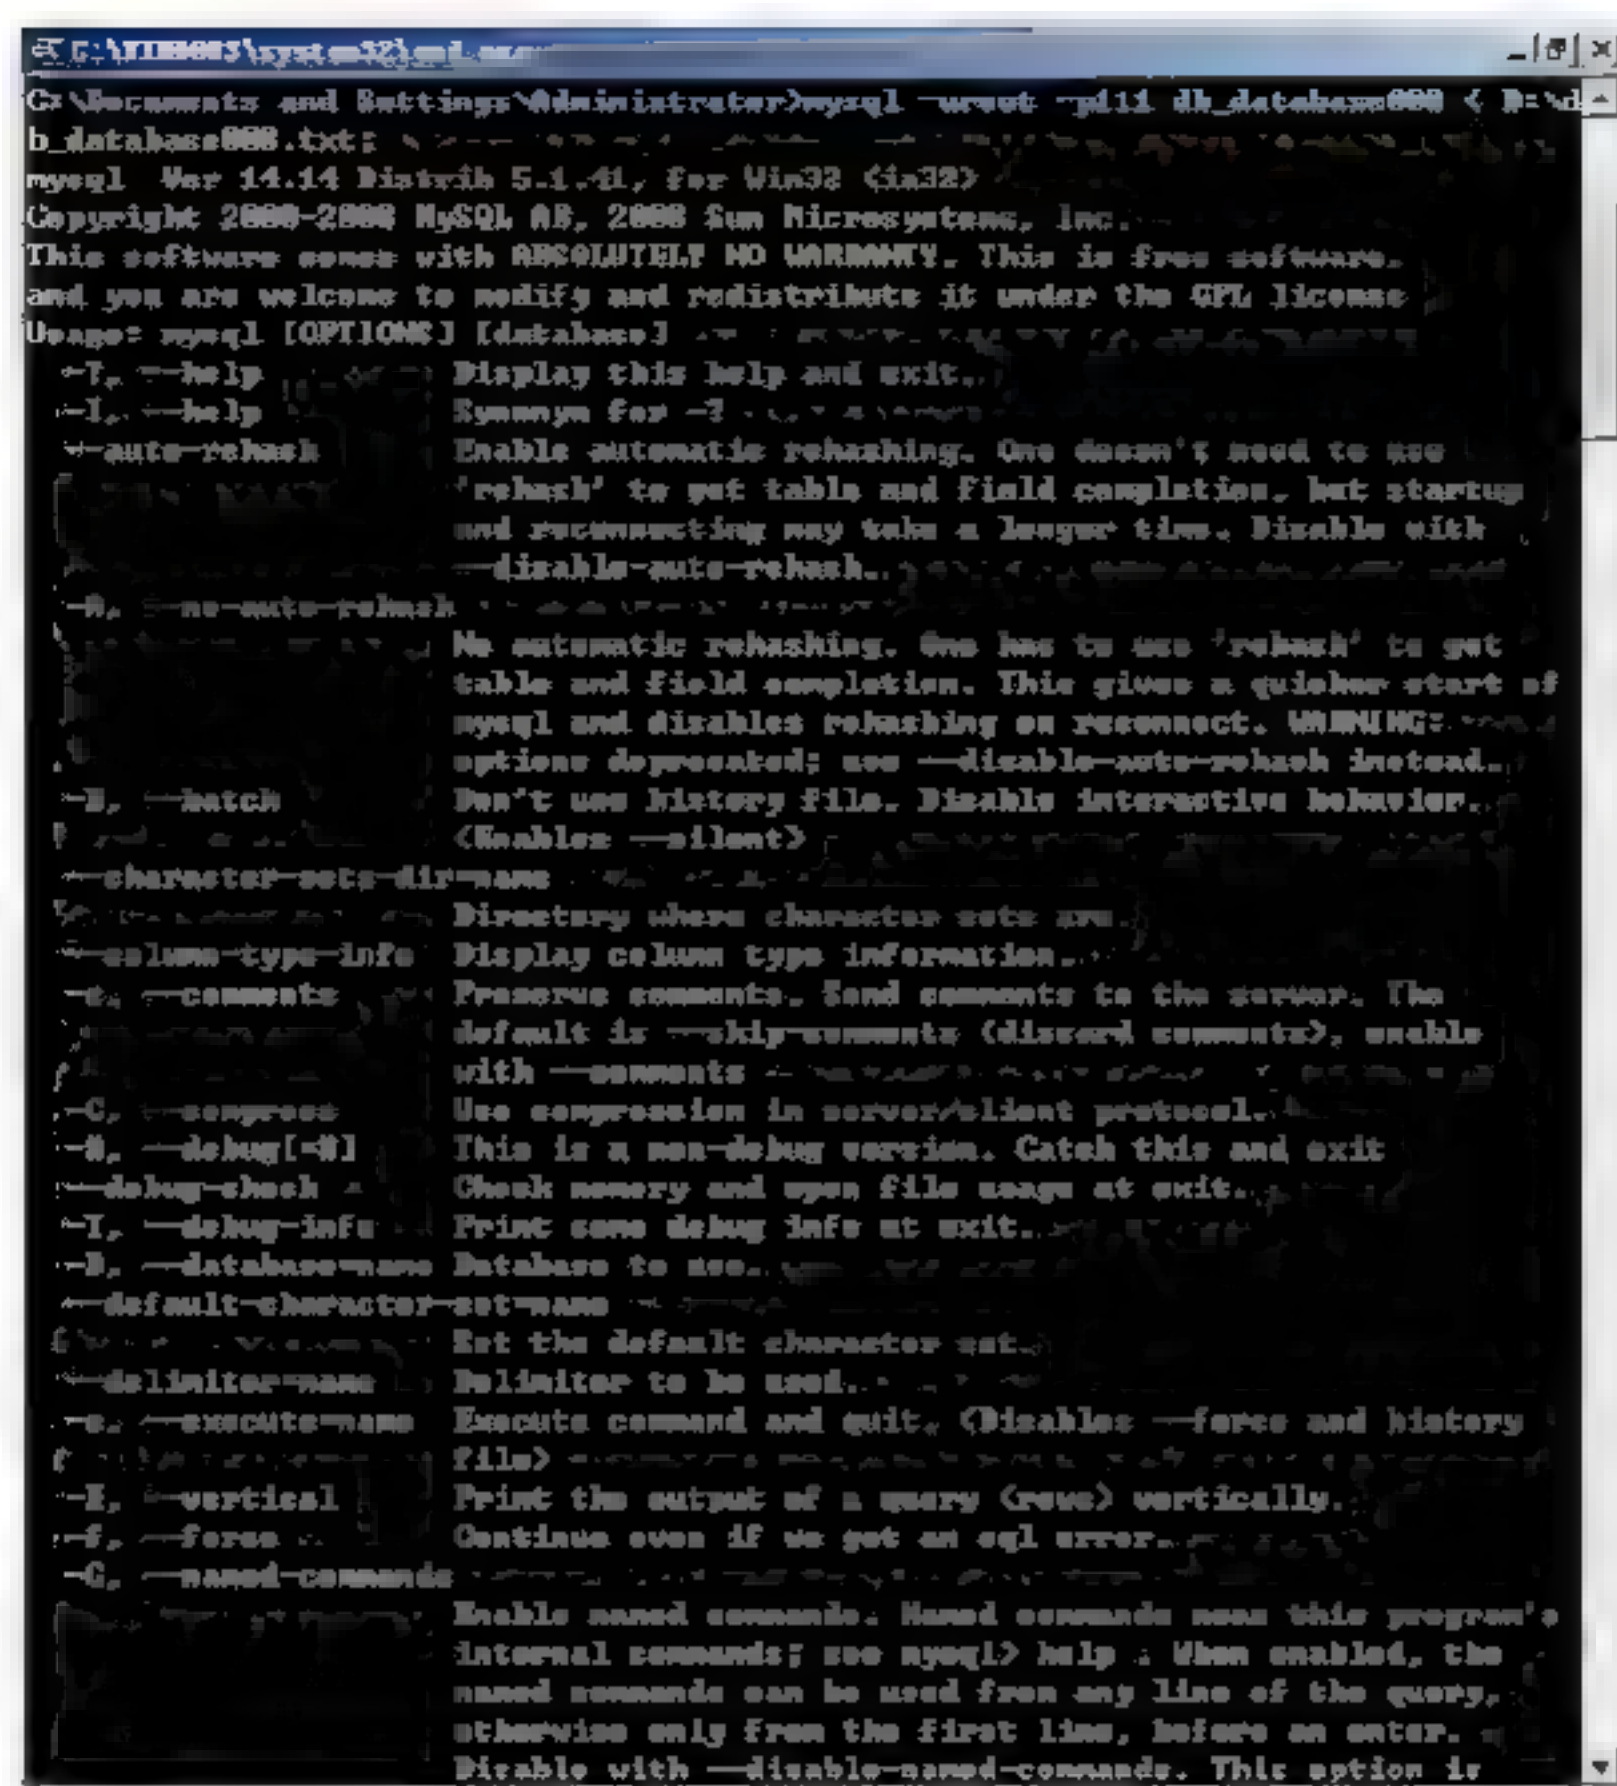 C:\WINDOWS\system32\cmd.exe
C:\Documents and Settings\Administrator>mysql -uroot -p111 db_database000 < D:\d
b_database000.txt;
mysql  Ver 14.14 Distrib 5.1.41, for Win32 (ia32)
Copyright 2000-2008 MySQL AB, 2008 Sun Microsystems, Inc.
This software comes with ABSOLUTELY NO WARRANTY. This is free software,
and you are welcome to modify and redistribute it under the GPL license
Usage: mysql [OPTIONS] [database]
-?, --help Display this help and exit.
-I, --help Synonym for -?
--auto-rehash Enable automatic rehashing. One doesn't need to use
'rehash' to get table and field completion, but startup
and reconnecting may take a longer time. Disable with
--disable-auto-rehash.
-A, --no-auto-rehash
No automatic rehashing. One has to use 'rehash' to get
table and field completion. This gives a quicker start of
mysql and disables rehashing on reconnect. WARNING:
options deprecated; use --disable-auto-rehash instead.
-B, --batch Don't use history file. Disable interactive behavior.
(Enables --silent)
--character-sets-dir=name
Directory where character sets are.
--column-type-info Display column type information.
-c, --comments Preserve comments. Send comments to the server. The
default is --skip-comments (discard comments), enable
with --comments
-C, --compress Use compression in server/client protocol.
-#, --debug[=#] This is a non-debug version. Catch this and exit
--debug-check Check memory and open file usage at exit.
-T, --debug-info Print some debug info at exit.
-D, --database=name Database to use.
--default-character-set=name
Set the default character set.
--delimiter=name Delimiter to be used.
-e, --execute=name Execute command and quit. (Disables --force and history
file)
-E, --vertical Print the output of a query (rows) vertically.
-f, --force Continue even if we get an sql error.
-G, --named-commands
Enable named commands. Named commands mean this program's
internal commands; see mysql> help . When enabled, the
named commands can be used from any line of the query,
otherwise only from the first line, before an enter.
Disable with --disable-named-commands. This option is